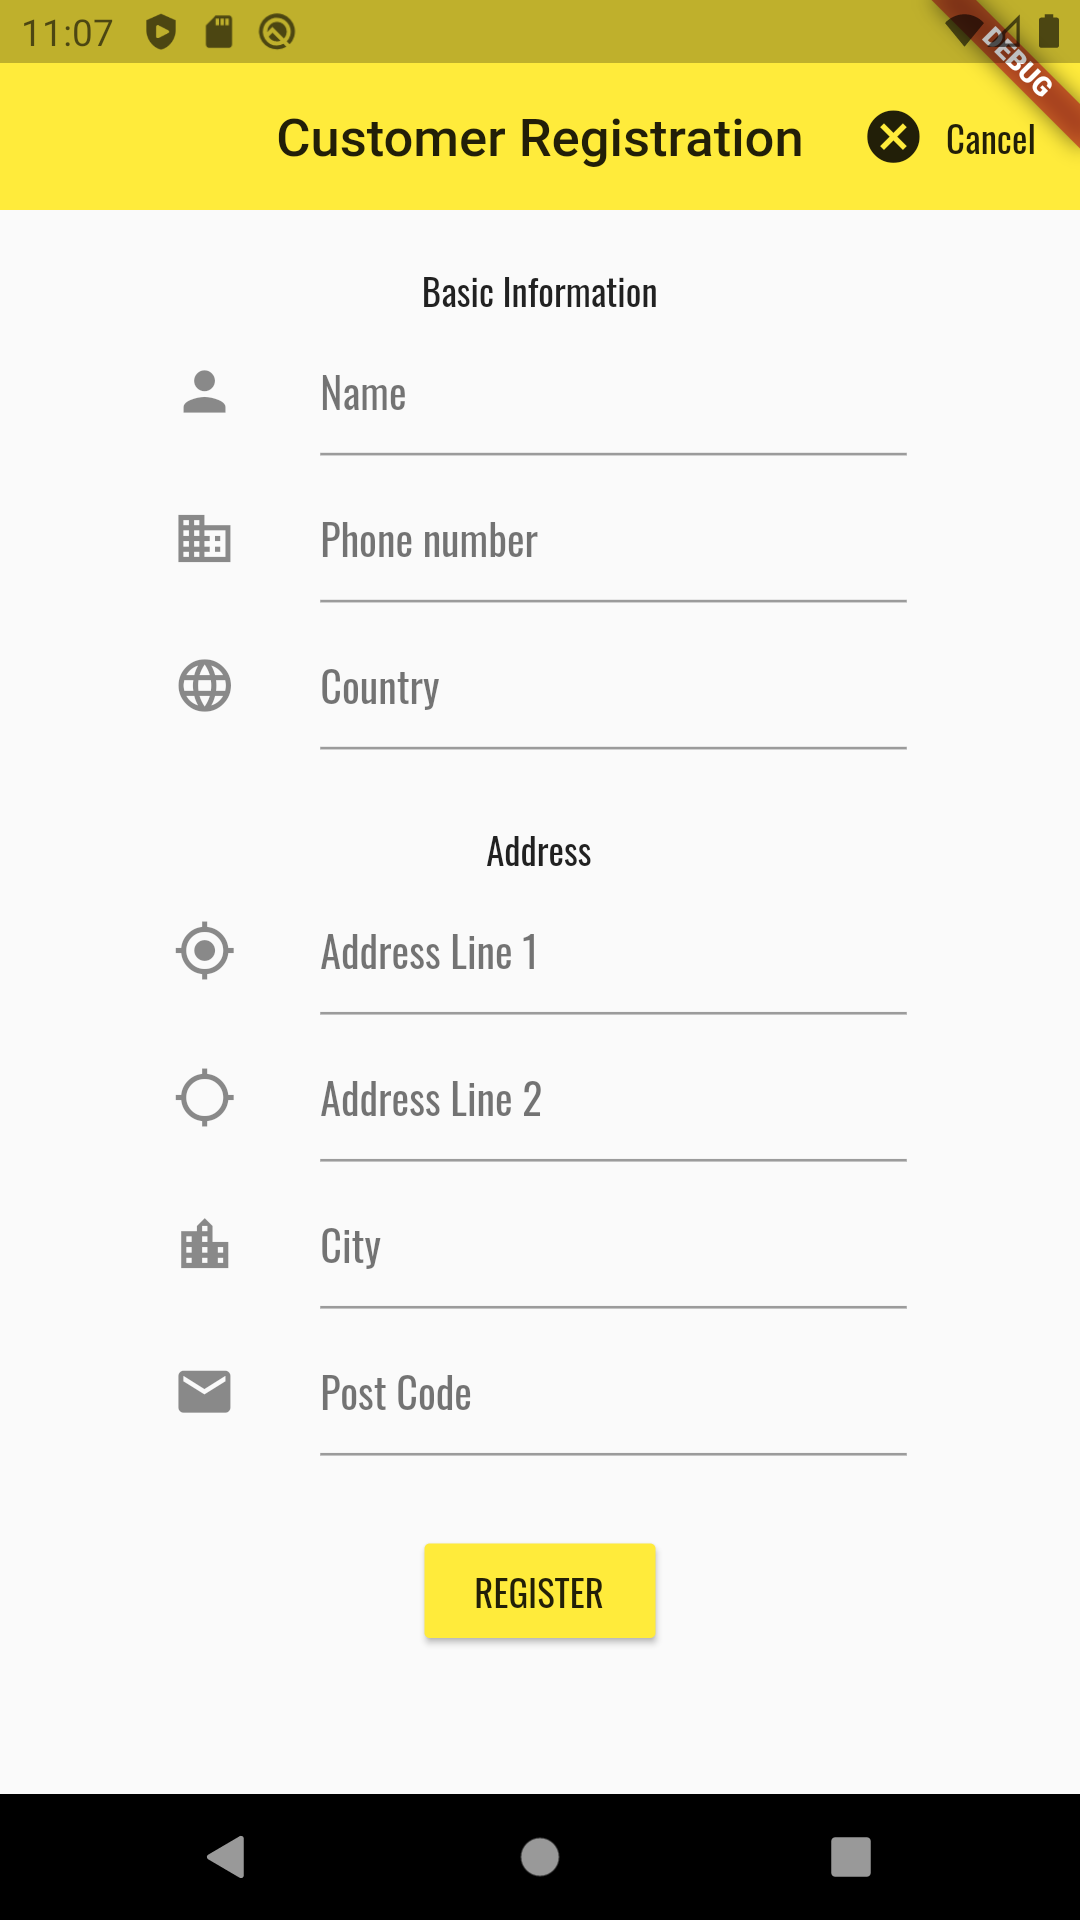 11:07
DEBUG
Customer Registration
Cancel
Basic Information
Name
Phone number
Country
Address
Address Line 1
Address Line 2
City
Post Code
REGISTER